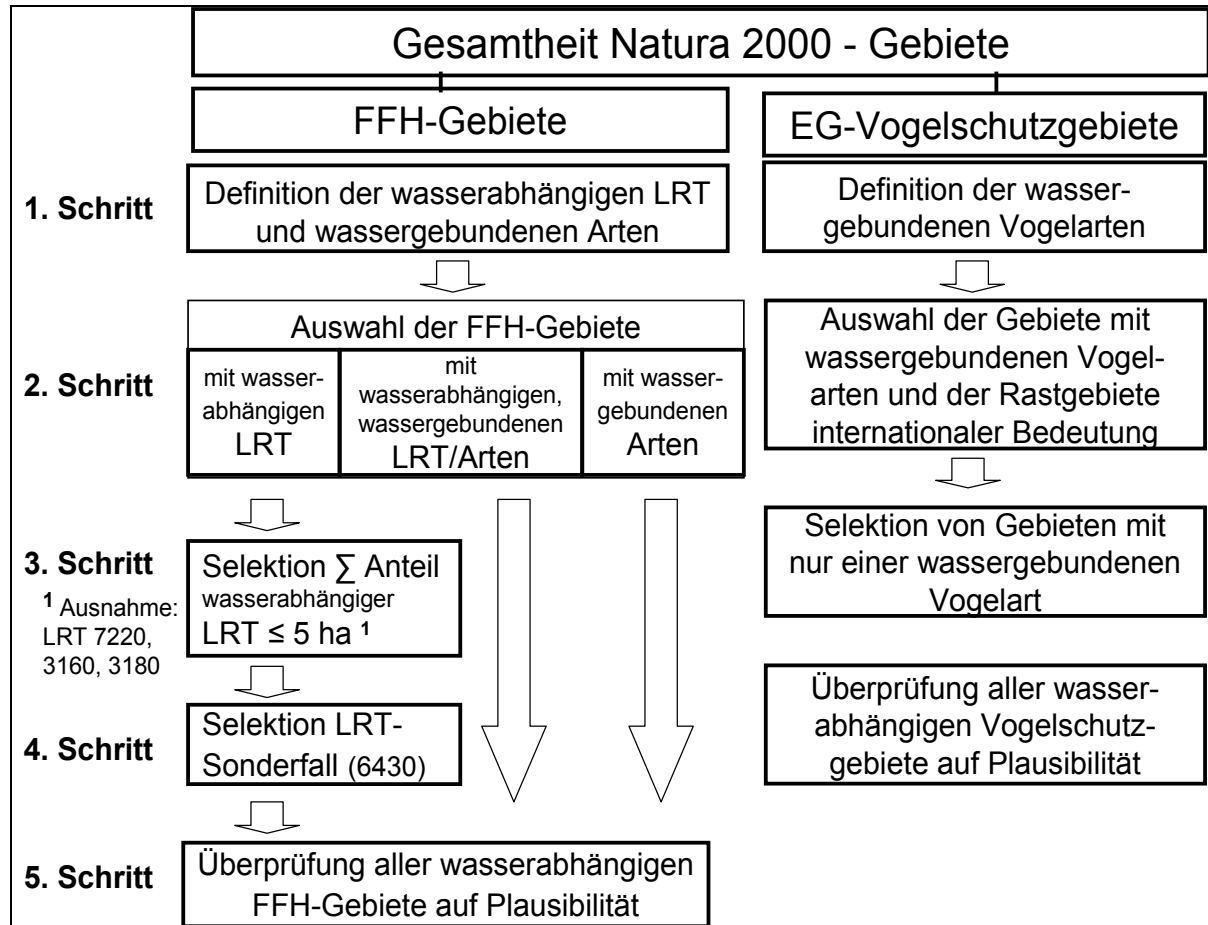 Gesamtheit Natura 2000 - Gebiete
FFH-Gebiete
EG-Vogelschutzgebiete
1. Schritt
Definition der wasserabhängigen LRT
und wassergebundenen Arten
Definition der wasser-
gebundenen Vogelarten
2. Schritt
Auswahl der FFH-Gebiete
mit wasser-
abhängigen
LRT
mit
wasserabhängigen,
wassergebundenen
LRT/Arten
mit wasser-
gebundenen
Arten
Auswahl der Gebiete mit
wassergebundenen Vogel-
arten und der Rastgebiete
internationaler Bedeutung
3. Schritt
1 Ausnahme:
LRT 7220,
3160, 3180
Selektion ∑ Anteil
wasserabhängiger
LRT ≤ 5 ha 1
Selektion von Gebieten mit
nur einer wassergebundenen
Vogelart
4. Schritt
Selektion LRT-
Sonderfall (6430)
Überprüfung aller wasser-
abhängigen Vogelschutz-
gebiete auf Plausibilität
5. Schritt
Überprüfung aller wasserabhängigen
FFH-Gebiete auf Plausibilität